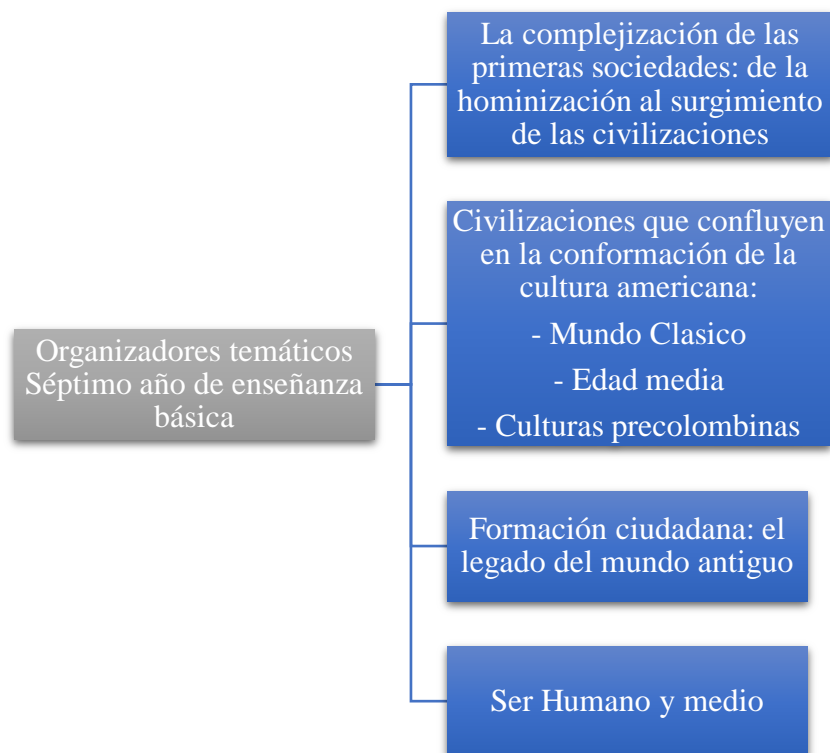 La complejización de las
primeras sociedades: de la
hominización al surgimiento
de las civilizaciones
Civilizaciones que confluyen
en la conformación de la
cultura americana:
- Mundo Clasico
- Edad media
- Culturas precolombinas
Organizadores temáticos
Séptimo año de enseñanza
básica
Formación ciudadana: el
legado del mundo antiguo
Ser Humano y medio